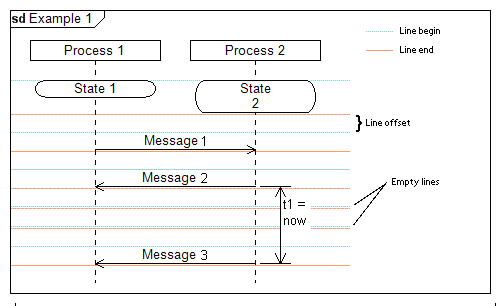 sd Example 1
Line begin
Line end
Process 1
Process 2
State 1
State
2
Line offset
Message 1
Message 2
Empty lines
t1 =
now
Message 3